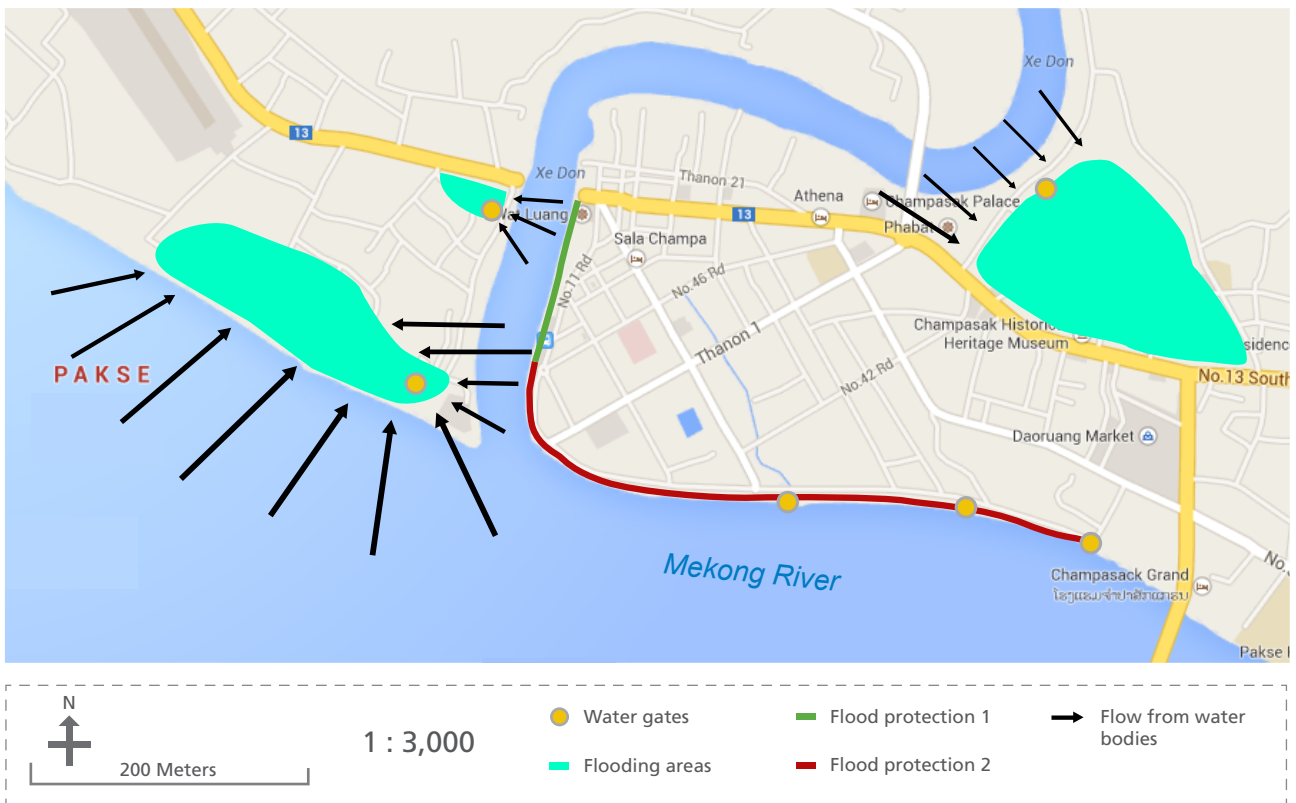 Xe Don
13
Xe Don
Thanon 21
Athena
Champasak Palace
13
Wat Luang
Phabat
Sala Champa
No.11 Rd
No.46 Rd
Champasak Historic
Heritage Museum
Thanon 1
PAKSE
No.42 Rd
No.13 South
Daoruang Market
Mekong River
Champasack Grand
Pakse
N
1 : 3,000
200 Meters
Water gates
Flooding areas
Flood protection 1
Flood protection 2
Flow from water
bodies